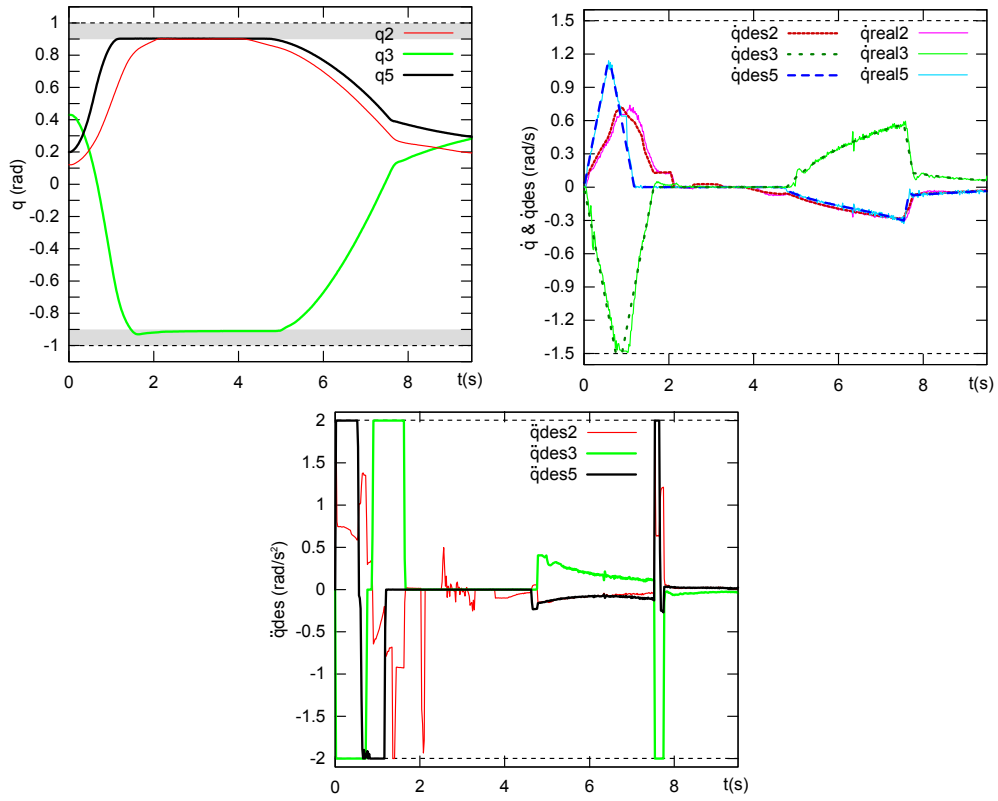 1
0.8
0.6
0.4
0.2
0
-0.2
-0.4
-0.6
-0.8
-1
q (rad)
q2
q3
q5
0 2 4 6 8
t(s)
1.5
1.2
0.9
0.6
0.3
0
-0.3
-0.6
-0.9
-1.2
-1.5
q̇ & q̇des (rad/s)
q̇des2 q̇real2
q̇des3 q̇real3
q̇des5 q̇real5
0 2 4 6 8
t(s)
2
1.5
1
0.5
0
-0.5
-1
-1.5
-2
q̈des (rad/s²)
q̈des2
q̈des3
q̈des5
0 2 4 6 8
t(s)